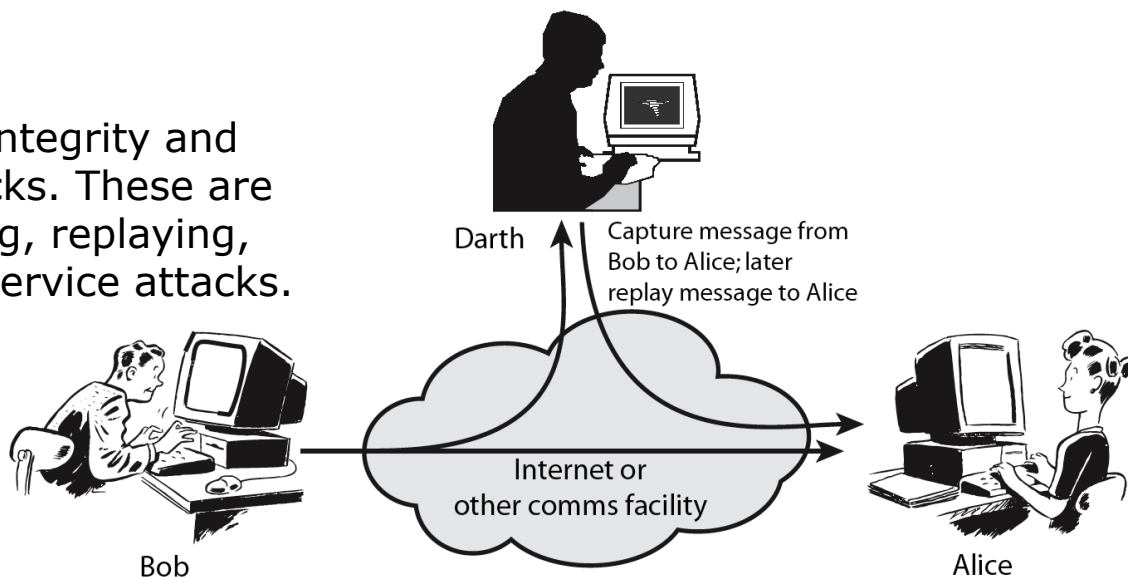 ntegrity and
cks. These are
g, replaying,
ervice attacks.
Darth
Capture message from
Bob to Alice; later
replay message to Alice
Internet or
other comms facility
Bob
Alice